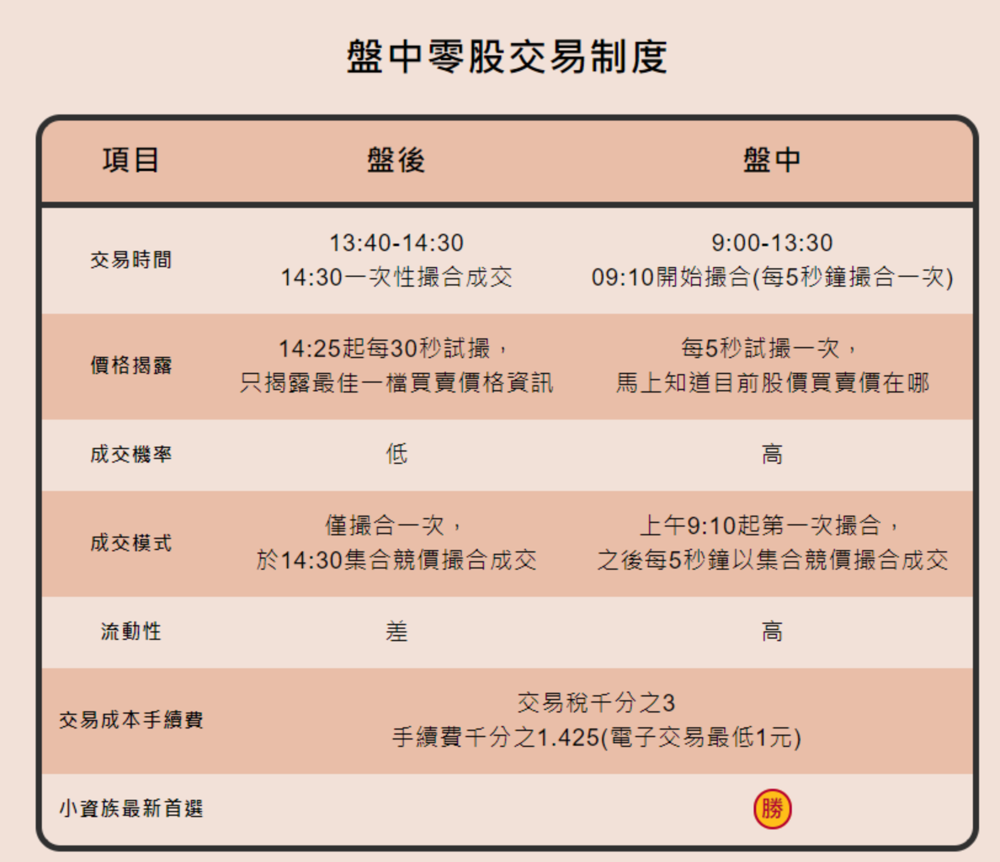 盤中零股交易制度
項目 盤後 盤中
交易時間
13:40-14:30
14:30一次性撮合成交
9:00-13:30
09:10開始撮合(每5秒鐘撮合一次)
價格揭露
14:25起每30秒試撮，
只揭露最佳一檔買賣價格資訊
每5秒試撮一次，
馬上知道目前股價買賣價在哪
成交機率 低 高
成交模式
僅撮合一次，
於14:30集合競價撮合成交
上午9:10起第一次撮合，
之後每5秒鐘以集合競價撮合成交
流動性 差 高
交易成本手續費
交易稅千分之3
手續費千分之1.425(電子交易最低1元)
小資族最新首選 勝